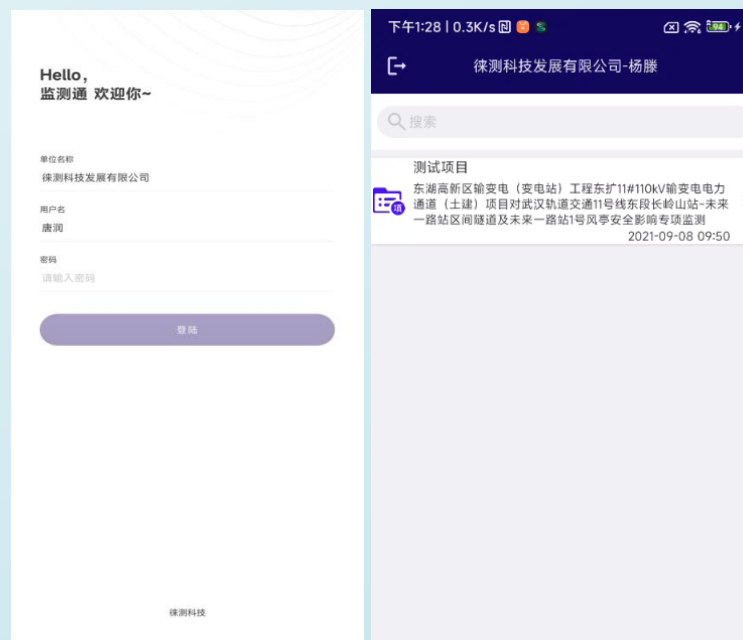 Hello，
监测通 欢迎你~
单位名称
徕测科技发展有限公司
用户名
唐润
密码
请输入密码
登陆
徕测科技
下午1:28 | 0.3K/s
94
徕测科技发展有限公司-杨滕
搜索
测试项目
东湖高新区输变电（变电站）工程东扩11#110kV输变电电力
通道（土建）项目对武汉轨道交通11号线东段长岭山站~未来
一路站区间隧道及未来一路站1号风亭安全影响专项监测
项
2021-09-08 09:50